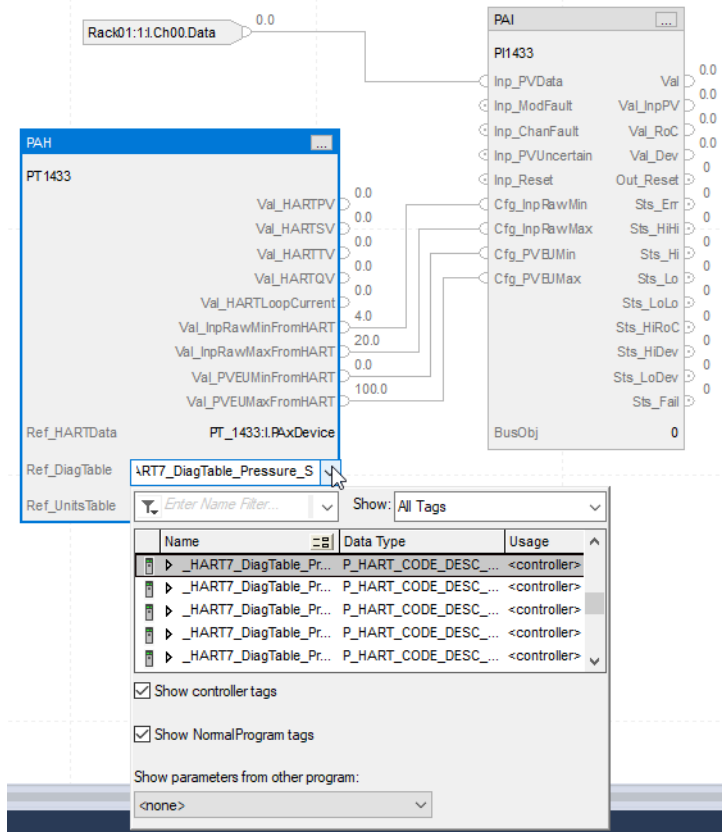 Rack01:1:I.Ch00.Data
0.0
PAI
...
PI1433
Inp_PVData
Val
0.0
Inp_ModFault
Val_InpPV
0.0
Inp_ChanFault
Val_RoC
0.0
Inp_PVUncertain
Val_Dev
0.0
Inp_Reset
Out_Reset
0
Cfg_InpRawMin
Sts_Err
0
Cfg_InpRawMax
Sts_HiHi
0
Cfg_PVEUMin
Sts_Hi
0
Cfg_PVEUMax
Sts_Lo
0
Sts_LoLo
0
Sts_HiRoC
0
Sts_HiDev
0
Sts_LoDev
0
Sts_Fail
0
BusObj
0
PAH
...
PT1433
Val_HARTPV
0.0
Val_HARTSV
0.0
Val_HARTTV
0.0
Val_HARTQV
0.0
Val_HARTLoopCurrent
0.0
Val_InpRawMinFromHART
4.0
Val_InpRawMaxFromHART
20.0
Val_PVEUMinFromHART
0.0
Val_PVEUMaxFromHART
100.0
Ref_HARTData
PT_1433:I.PAxDevice
Ref_DiagTable
ART7_DiagTable_Pressure_S
Ref_UnitsTable
Enter Name Filter...
Show:
All Tags
Name
Data Type
Usage
_HART7_DiagTable_Pr...
P_HART_CODE_DESC_...
<controller>
_HART7_DiagTable_Pr...
P_HART_CODE_DESC_...
<controller>
_HART7_DiagTable_Pr...
P_HART_CODE_DESC_...
<controller>
_HART7_DiagTable_Pr...
P_HART_CODE_DESC_...
<controller>
_HART7_DiagTable_Pr...
P_HART_CODE_DESC_...
<controller>
Show controller tags
Show NormalProgram tags
Show parameters from other program:
<none>